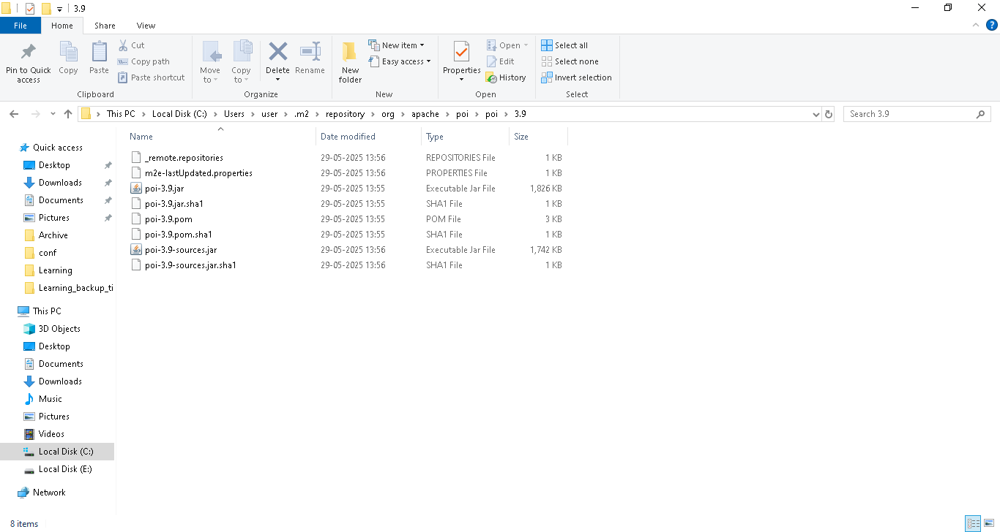 3.9
File Home Share View
Pin to Quick access
Copy
Paste
Cut
Copy path
Paste shortcut
Clipboard
Move to
Copy to
Delete
Rename
Organize
New folder
New item
Easy access
New
Properties
Open
Edit
History
Open
Select all
Select none
Invert selection
Select
This PC > Local Disk (C:) > Users > user > .m2 > repository > org > apache > poi > poi > 3.9
Search 3.9
Quick access
Desktop
Downloads
Documents
Pictures
Archive
conf
Learning
Learning_backup_ti
This PC
3D Objects
Desktop
Documents
Downloads
Music
Pictures
Videos
Local Disk (C:)
Local Disk (E:)
Network
Name Date modified Type Size
_remote.repositories 29-05-2025 13:56 REPOSITORIES File 1 KB
m2e-lastUpdated.properties 29-05-2025 13:56 PROPERTIES File 1 KB
poi-3.9.jar 29-05-2025 13:56 Executable Jar File 1,826 KB
poi-3.9.jar.sha1 29-05-2025 13:55 SHA1 File 1 KB
poi-3.9.pom 29-05-2025 13:55 POM File 3 KB
poi-3.9.pom.sha1 29-05-2025 13:55 SHA1 File 1 KB
poi-3.9-sources.jar 29-05-2025 13:56 Executable Jar File 1,742 KB
poi-3.9-sources.jar.sha1 29-05-2025 13:56 SHA1 File 1 KB
8 items